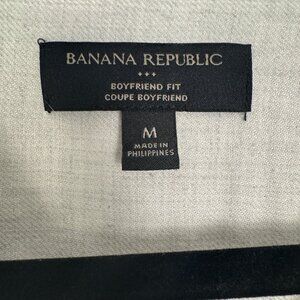 BANANA REPUBLIC
BOYFRIEND FIT
COUPE BOYFRIEND
M
MADE IN
PHILIPPINES